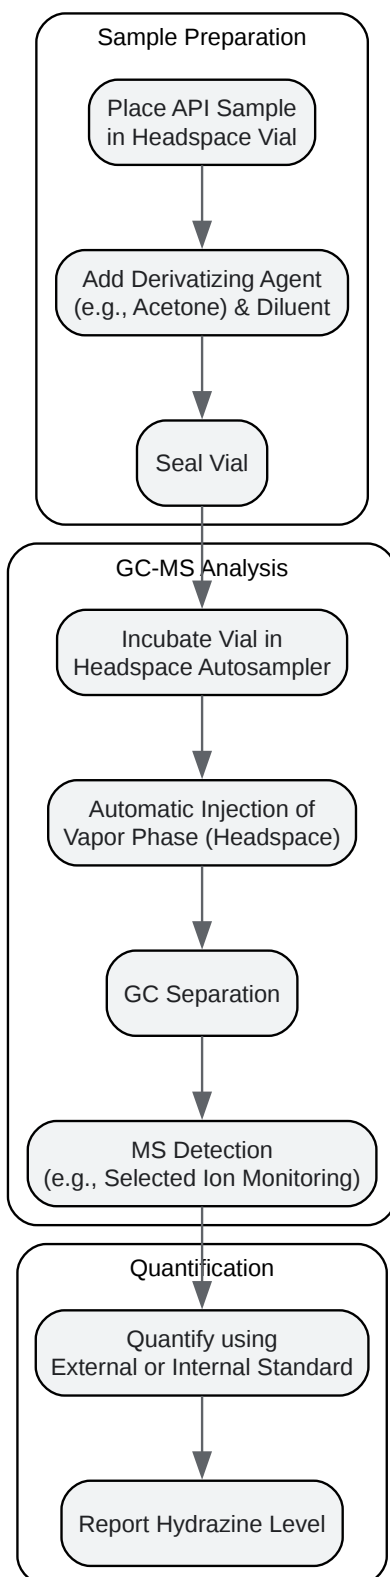 Sample Preparation
Place API Sample
in Headspace Vial
Add Derivatizing Agent
(e.g., Acetone) & Diluent
Seal Vial
GC-MS Analysis
Incubate Vial in
Headspace Autosampler
Automatic Injection of
Vapor Phase (Headspace)
GC Separation
MS Detection
(e.g., Selected Ion Monitoring)
Quantification
Quantify using
External or Internal Standard
Report Hydrazine Level